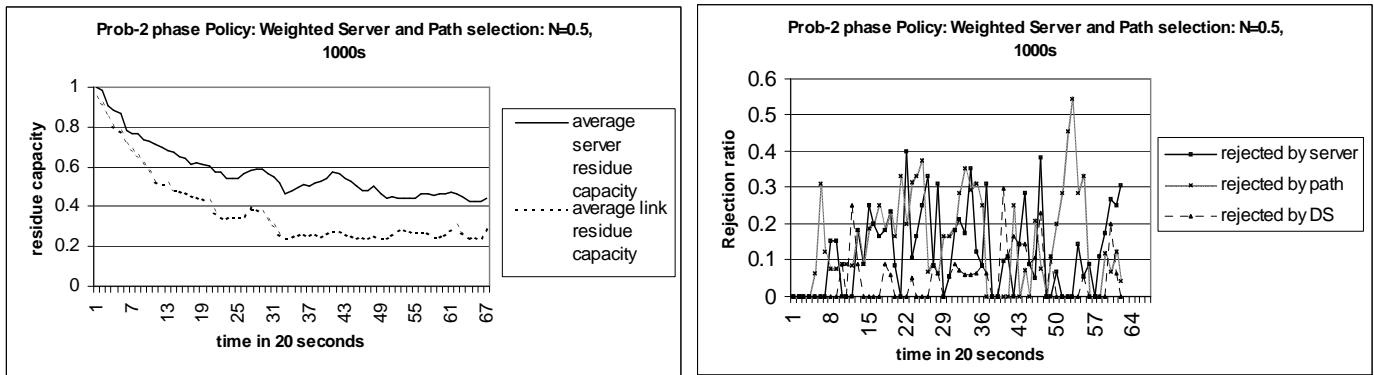 Prob-2 phase Policy: Weighted Server and Path selection: N=0.5,
1000s
residue capacity
1
0.8
0.6
0.4
0.2
0
1
7
13
19
25
31
37
43
49
55
61
67
time in 20 seconds
average
server
residue
capacity
average link
residue
capacity
Prob-2 phase Policy: Weighted Server and Path selection: N=0.5,
1000s
Rejection ratio
0.6
0.5
0.4
0.3
0.2
0.1
0
1
8
15
22
29
36
43
50
57
64
time in 20 seconds
rejected by server
rejected by path
rejected by DS